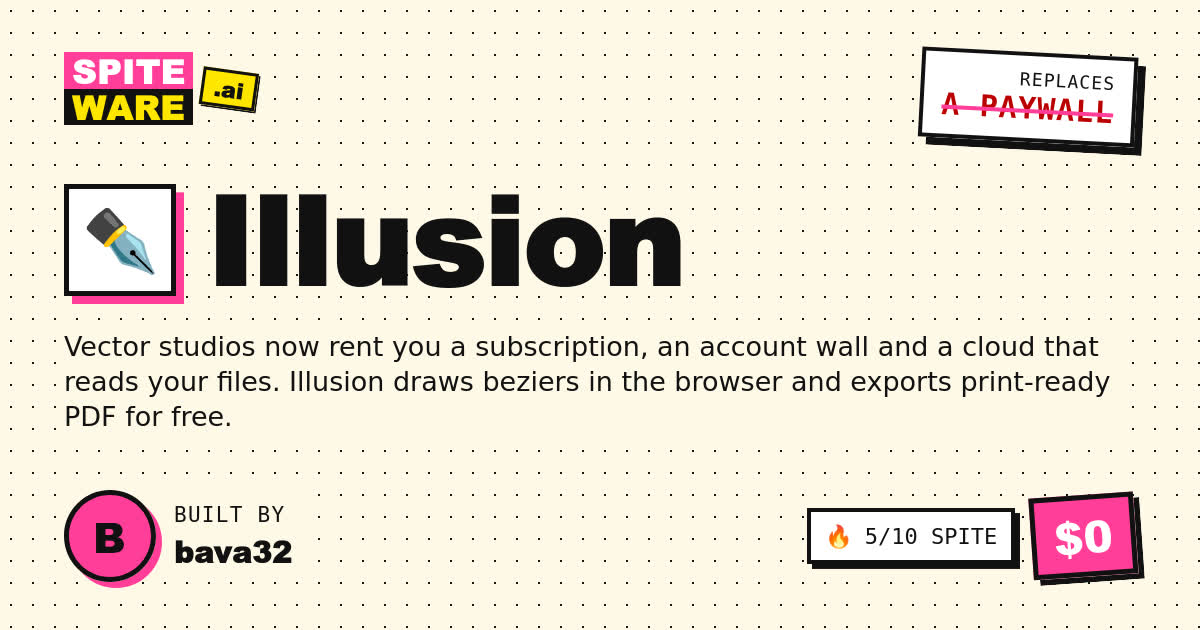 SPITE
WARE
.ai
REPLACES
A PAYWALL
Illusion
Vector studios now rent you a subscription, an account wall and a cloud that
reads your files. Illusion draws beziers in the browser and exports print-ready
PDF for free.
B
BUILT BY
bava32
🔥 5/10 SPITE
$0